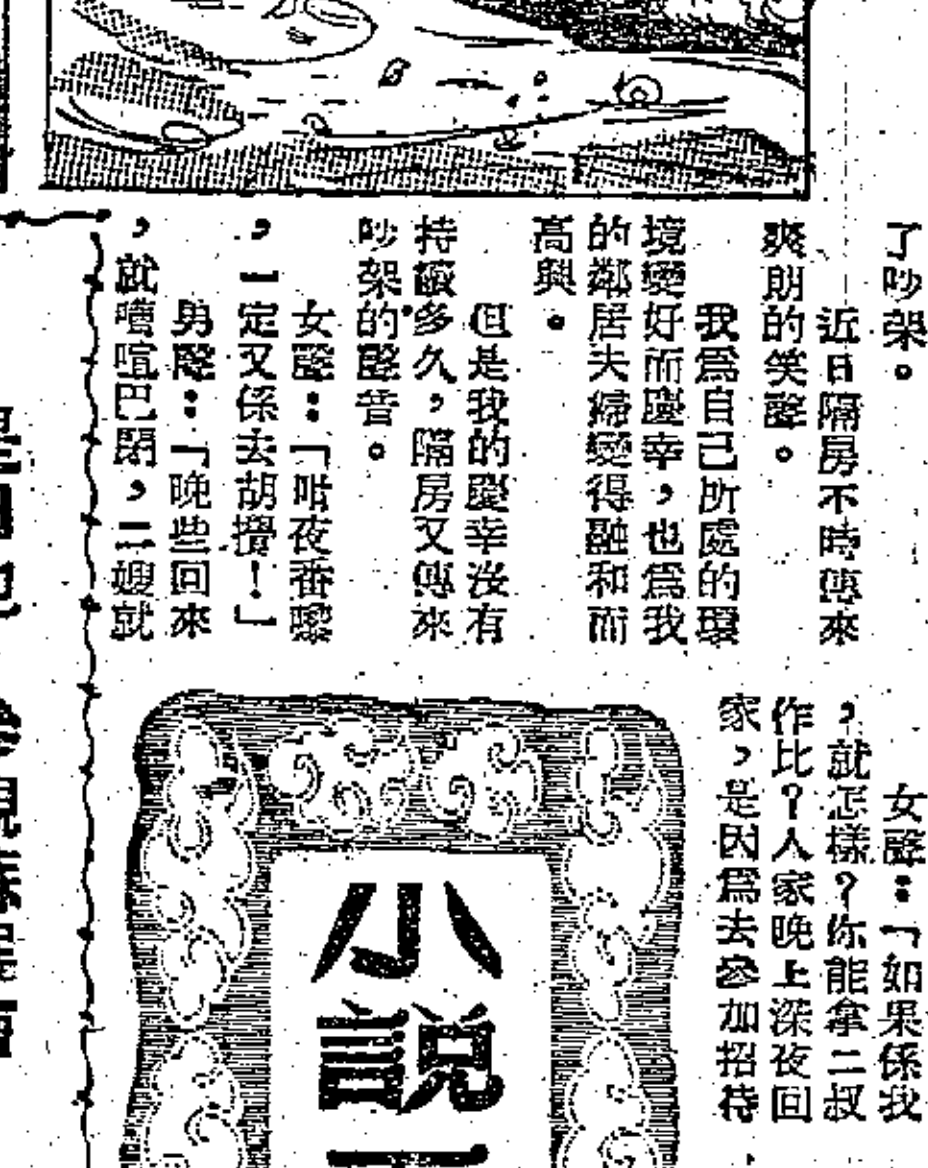 了吵架。
近日隔房不時傳來
爽朗的笑聲。
我爲自己所處的環
境變好而慶幸，也爲我
的鄰居夫婦變得融和而
高興。
但是我的慶幸沒有
持續多久，隔房又傳來
吵架的聲音。
女聲：「咁夜番嚟
，一定又係去胡攪！」
男聲：「晚些回來
，就嘈喧巴閉，二嫂就
女聲：「如果係我
，就怎樣？你能拿二叔
作比？人家晚上深夜回
家，是因爲去參加招待
小說